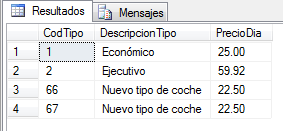 Resultados Mensajes
CodTipo DescripcionTipo PrecioDia
1 1 Económico 25.00
2 2 Ejecutivo 59.92
3 66 Nuevo tipo de coche 22.50
4 67 Nuevo tipo de coche 22.50